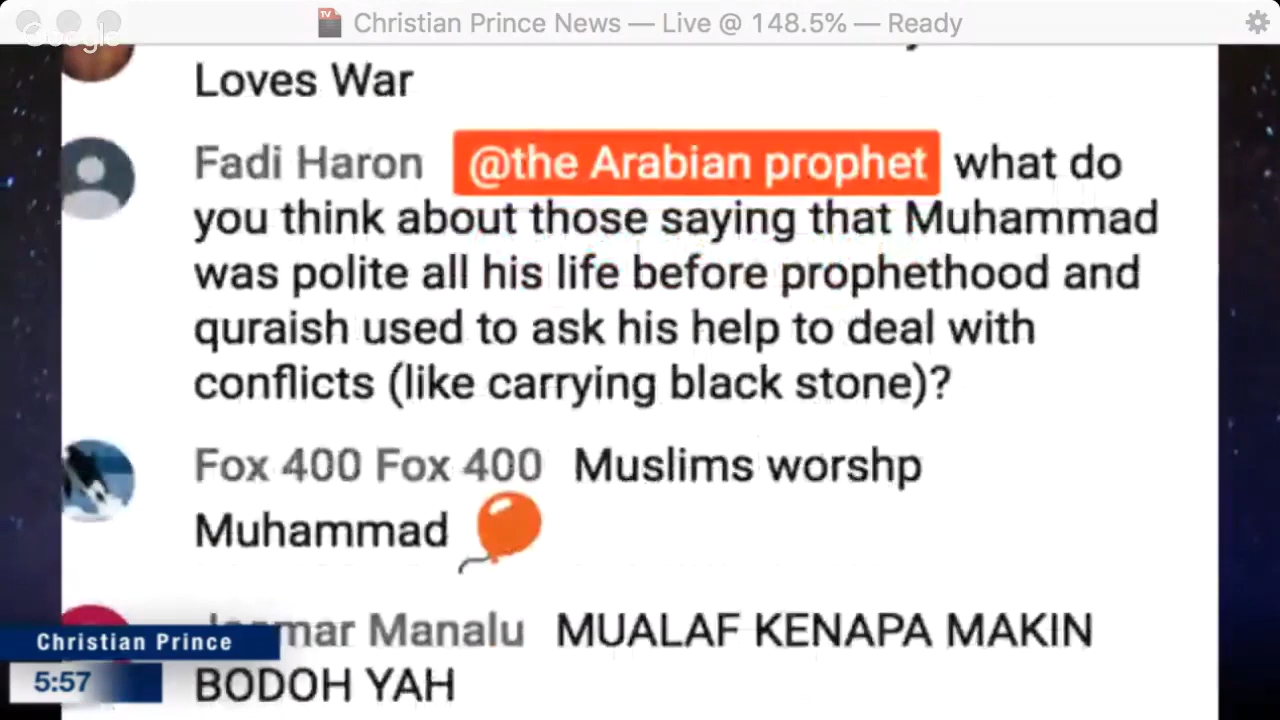 Christian Prince News — Live @ 148.5% — Ready
Google
Loves War
Fadi Haron @the Arabian prophet what do
you think about those saying that Muhammad
was polite all his life before prophethood and
quraish used to ask his help to deal with
conflicts (like carrying black stone)?
Fox 400 Fox 400 Muslims worshp
Muhammad
Manalu MUALAF KENAPA MAKIN
BODOH YAH
Christian Prince
5:57